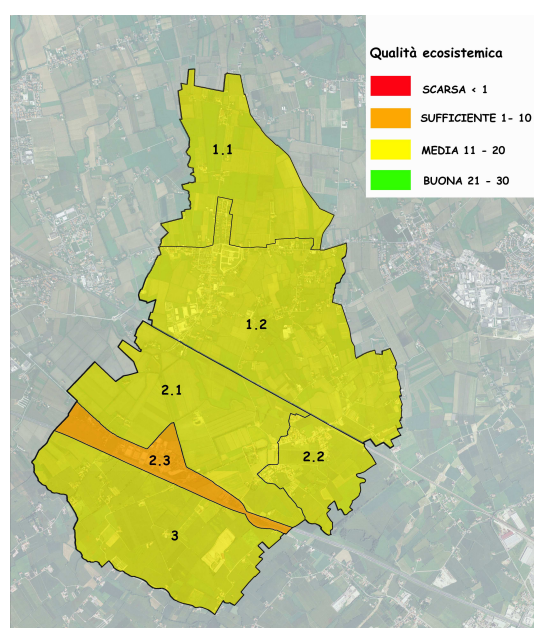 Qualità ecosistemica
SCARSA < 1
SUFFICIENTE 1- 10
MEDIA 11 - 20
BUONA 21 - 30
1.1
1.2
2.1
2.2
2.3
3